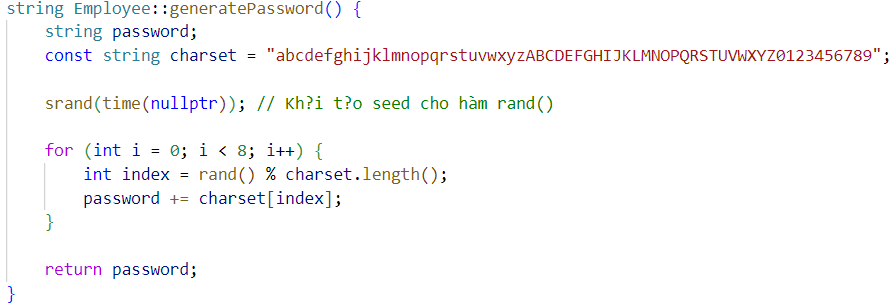 string Employee::generatePassword() {
string password;
const string charset = "abcdefghijklmnopqrstuvwxyzABCDEFGHIJKLMNOPQRSTUVWXYZ0123456789";
srand(time(nullptr)); // Kh?i t?o seed cho hàm rand()
for (int i = 0; i < 8; i++) {
int index = rand() % charset.length();
password += charset[index];
}
return password;
}